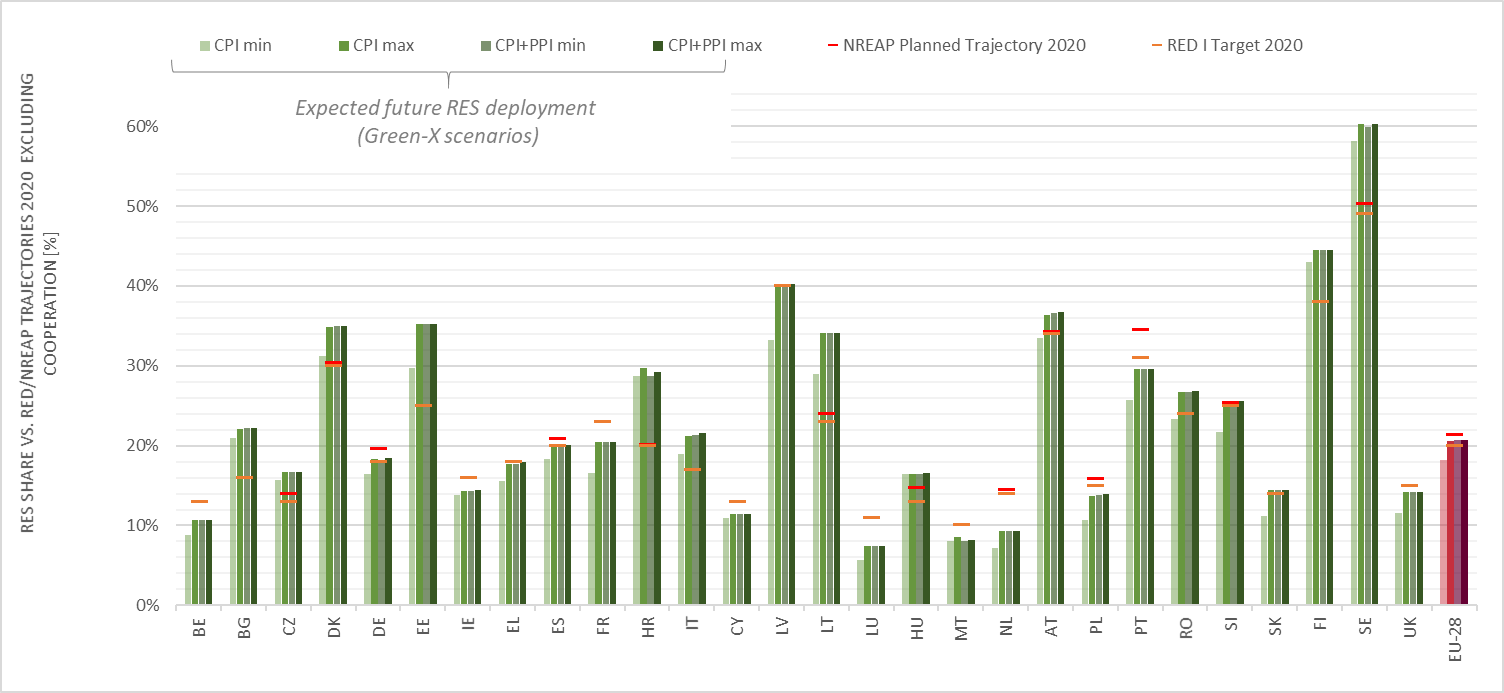 CPI min CPI max CPI+PPI min CPI+PPI max NREAP Planned Trajectory 2020 RED I Target 2020
Expected future RES deployment
(Green-X scenarios)
RES SHARE VS. RED/NREAP TRAJECTORIES 2020 EXCLUDING
COOPERATION [%]
60%
50%
40%
30%
20%
10%
0%
BE BG CZ DK DE EE IE EL ES FR HR IT CY LV LT LU HU MT NL AT PL PT RO SI SK FI SE UK EU-28